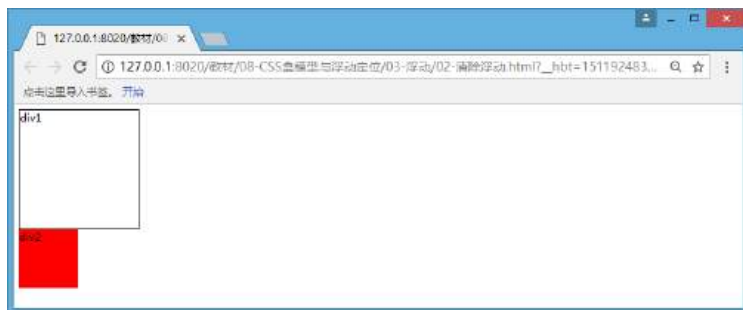 127.0.0.1:8020/教材/0
127.0.0.1:8020/教材/08-CSS盒模型与浮动定位/03-浮动/02-清除浮动.html?__hbt=151192483...
点击这里导入书签。 开始
div1
div2